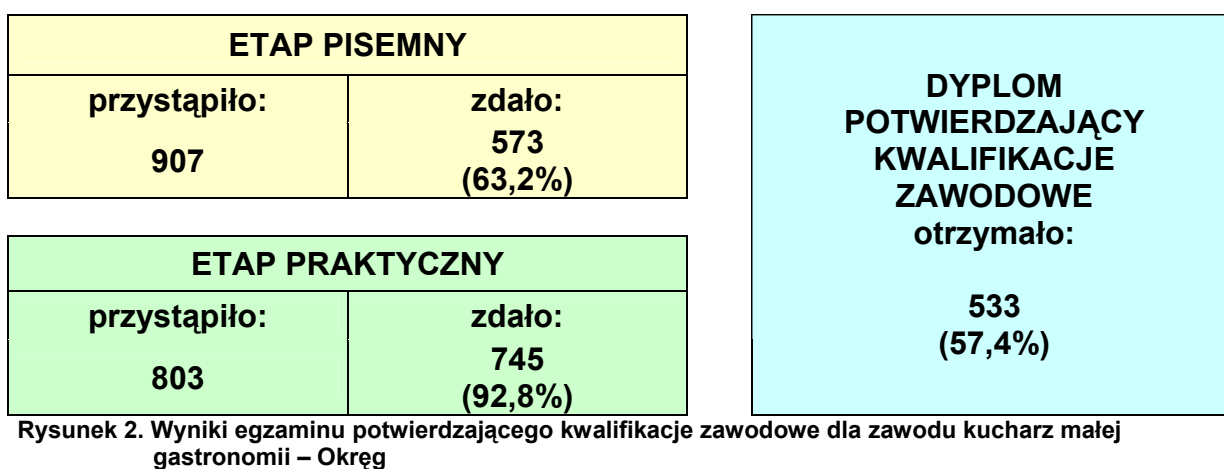 ETAP PISEMNY
przystąpiło: zdało:
907 573
(63,2%)
ETAP PRAKTYCZNY
przystąpiło: zdało:
803 745
(92,8%)
DYPLOM
POTWIERDZAJĄCY
KWALIFIKACJE
ZAWODOWE
otrzymało:
533
(57,4%)
Rysunek 2. Wyniki egzaminu potwierdzającego kwalifikacje zawodowe dla zawodu kucharz małej
gastronomii – Okręg